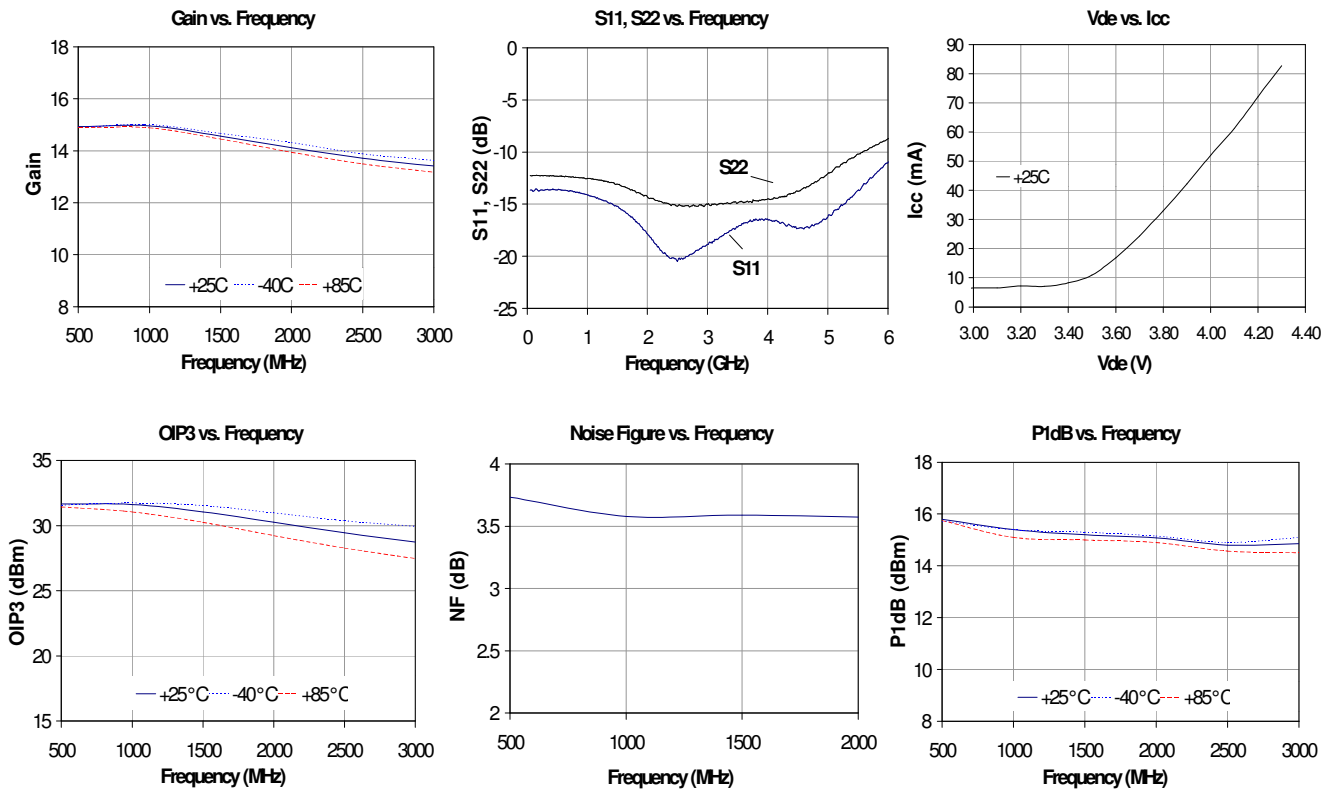 Gain vs. Frequency
Gain
18
16
14
12
10
8
+25C -40C +85C
500 1000 1500 2000 2500 3000
Frequency (MHz)
S11, S22 vs. Frequency
S11, S22 (dB)
0
-5
-10
-15
-20
-25
S22
S11
0 1 2 3 4 5 6
Frequency (GHz)
Vde vs. Icc
Icc (mA)
90
80
70
60
50
40
30
20
10
0
+25C
3.00 3.20 3.40 3.60 3.80 4.00 4.20 4.40
Vde (V)
OIP3 vs. Frequency
OIP3 (dBm)
35
30
25
20
15
+25°C -40°C +85°C
500 1000 1500 2000 2500 3000
Frequency (MHz)
Noise Figure vs. Frequency
NF (dB)
4
3.5
3
2.5
2
500 1000 1500 2000
Frequency (MHz)
P1dB vs. Frequency
P1dB (dBm)
18
16
14
12
10
8
+25°C -40°C +85°C
500 1000 1500 2000 2500 3000
Frequency (MHz)